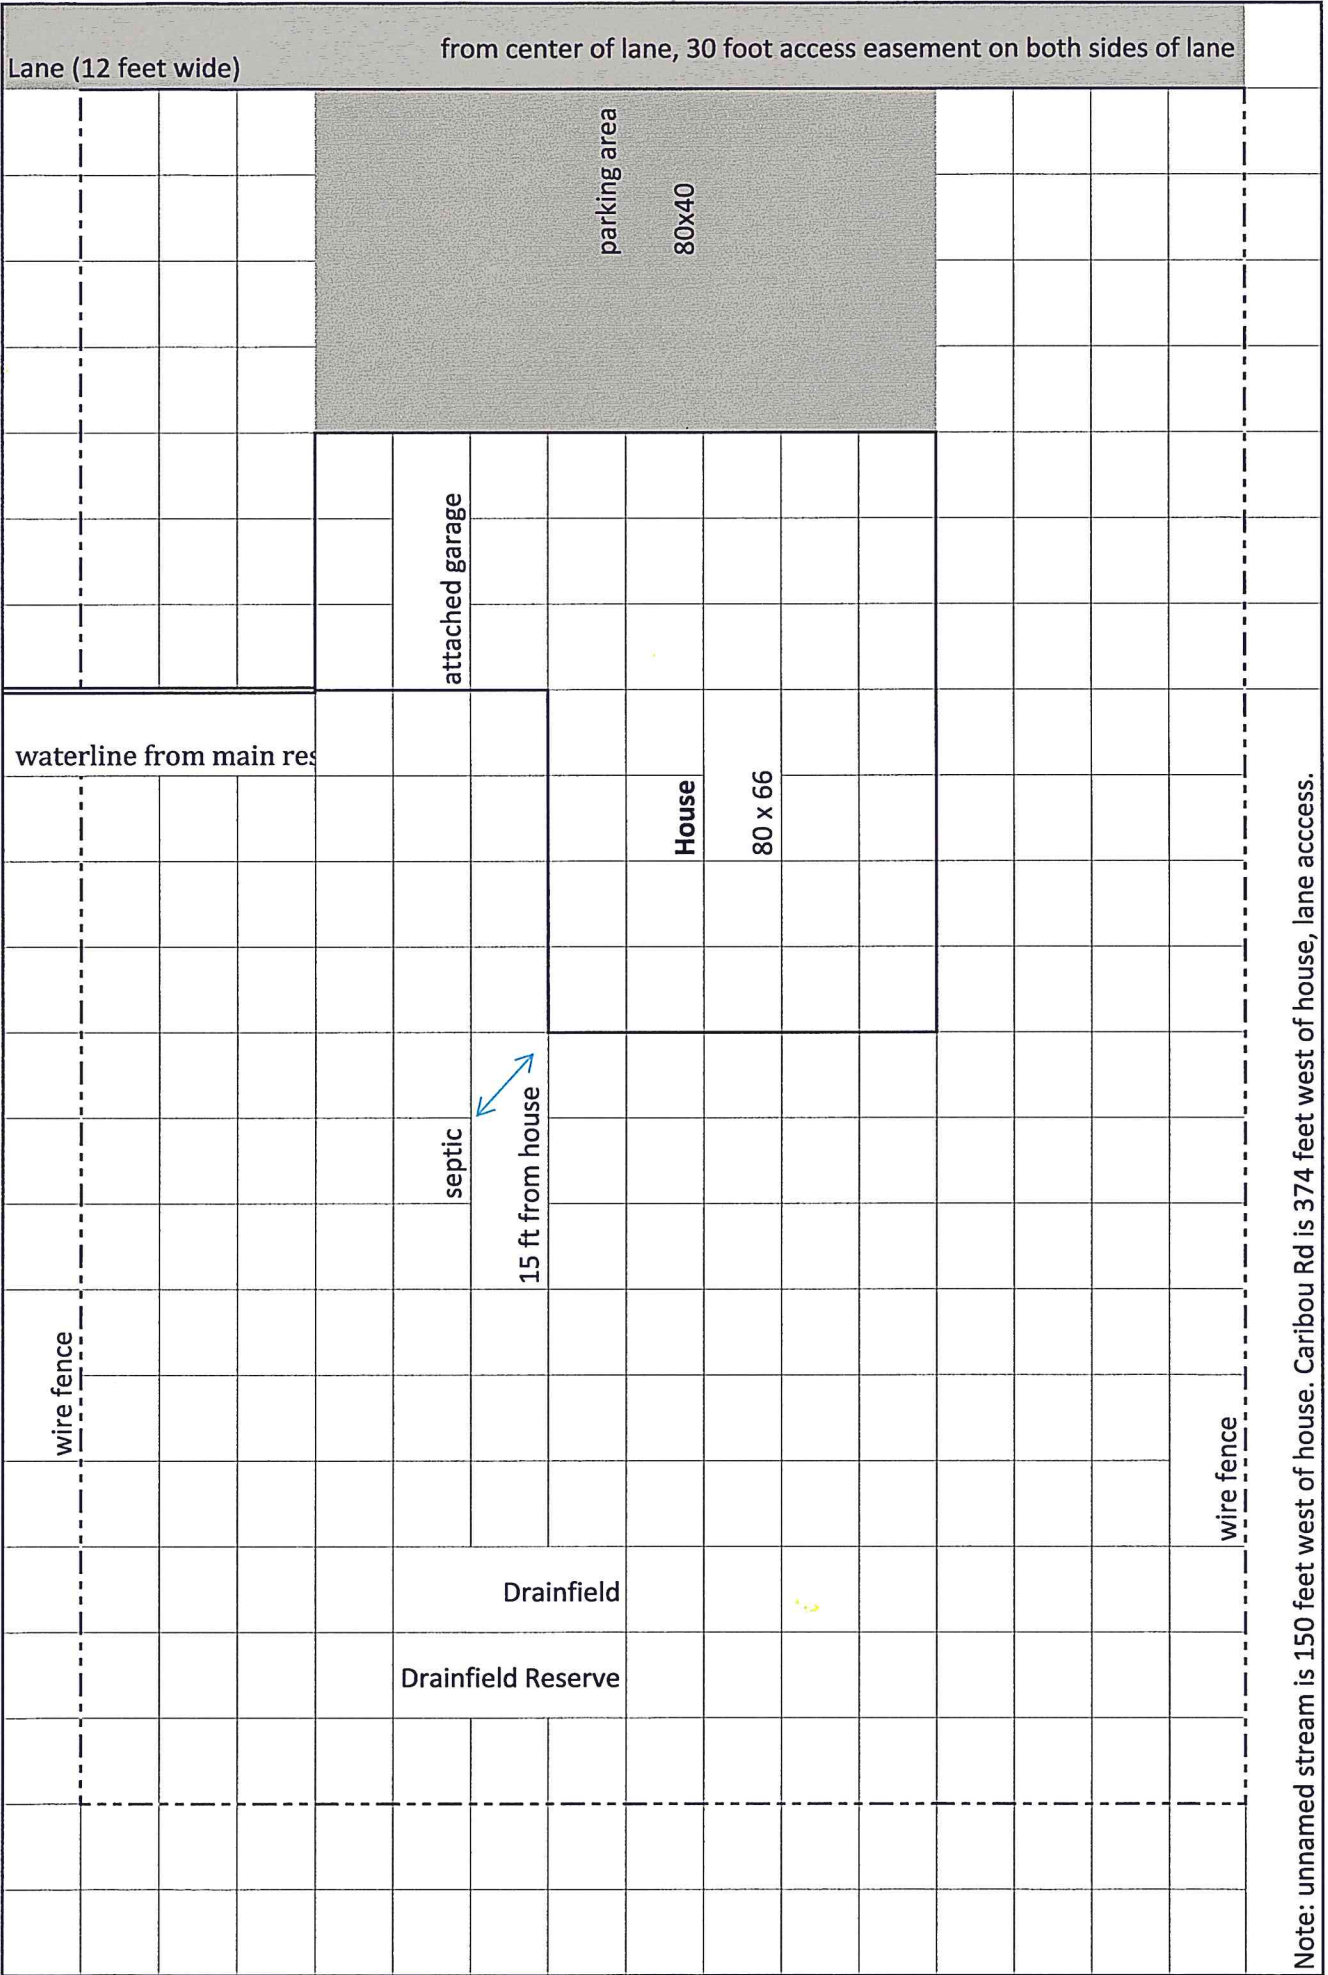 from center of lane, 30 foot access easement on both sides of lane
Lane (12 feet wide)
parking area
80x40
attached garage
waterline from main res
House
80 x 66
septic
15 ft from house
wire fence
wire fence
Drainfield
Drainfield Reserve
Note: unnamed stream is 150 feet west of house. Caribou Rd is 374 feet west of house, lane acccess.